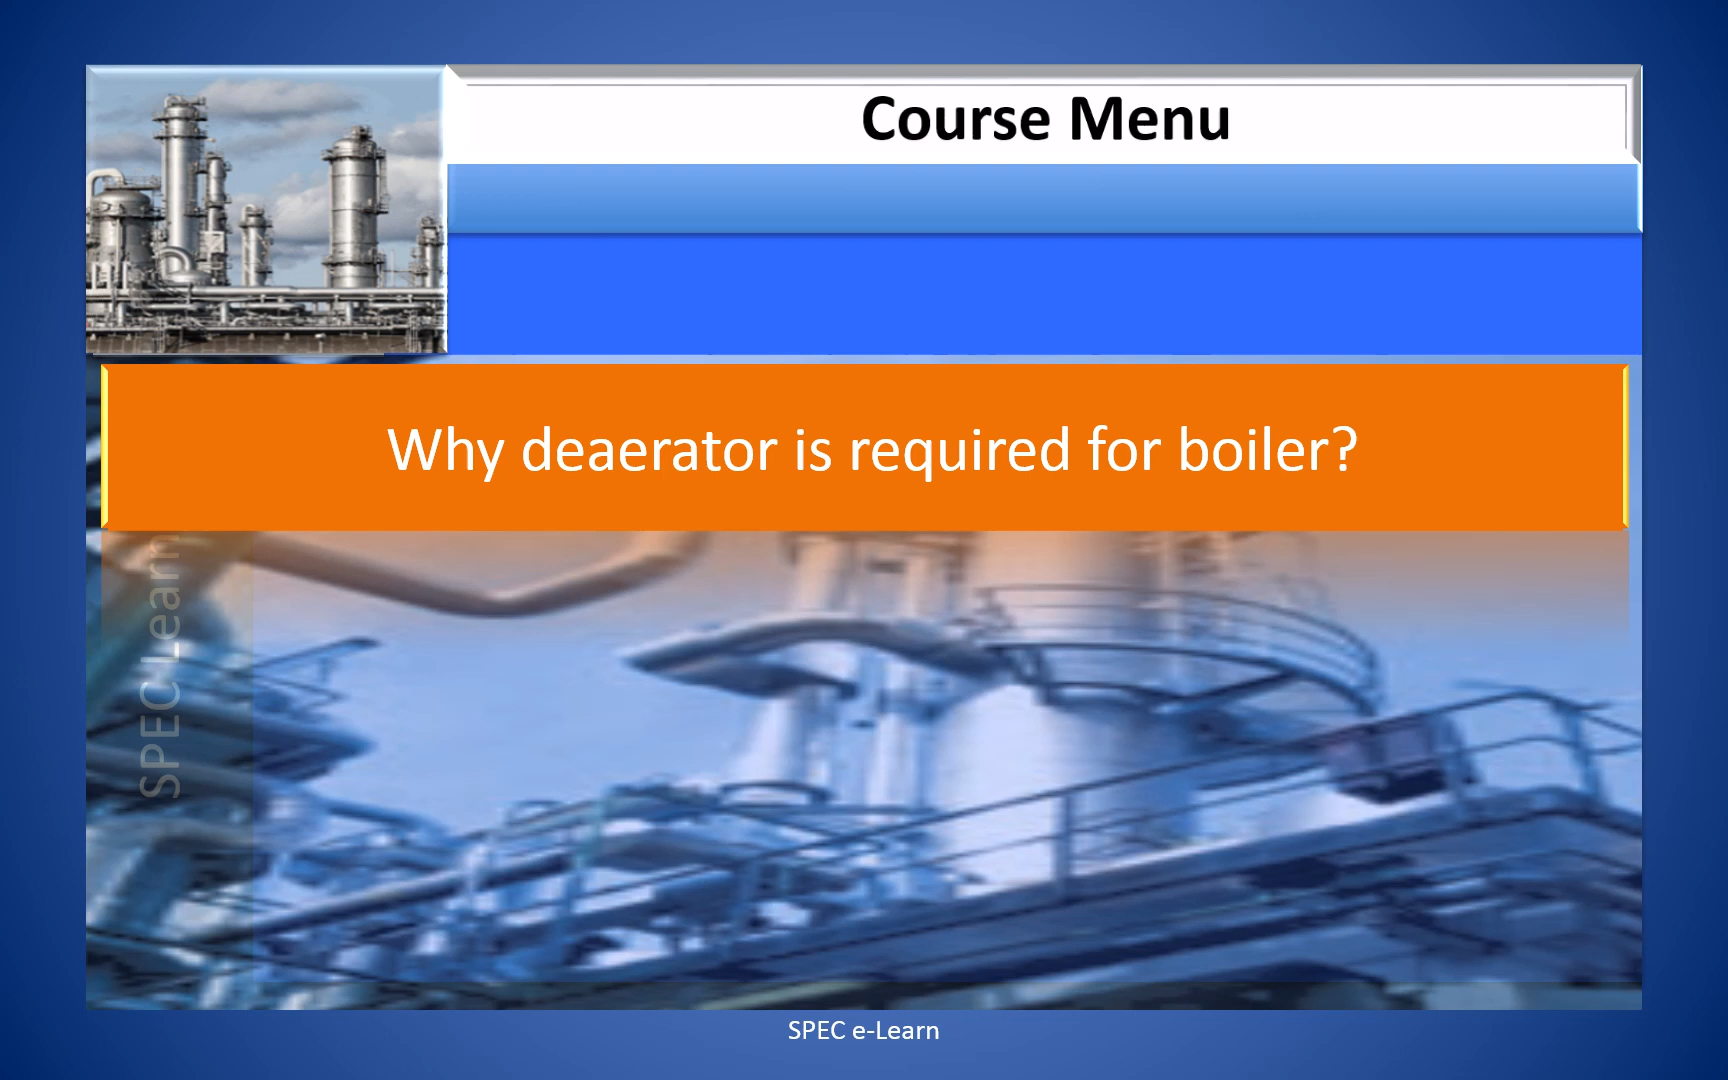 Course Menu
Why deaerator is required for boiler?
SPEC Learn
SPEC e-Learn